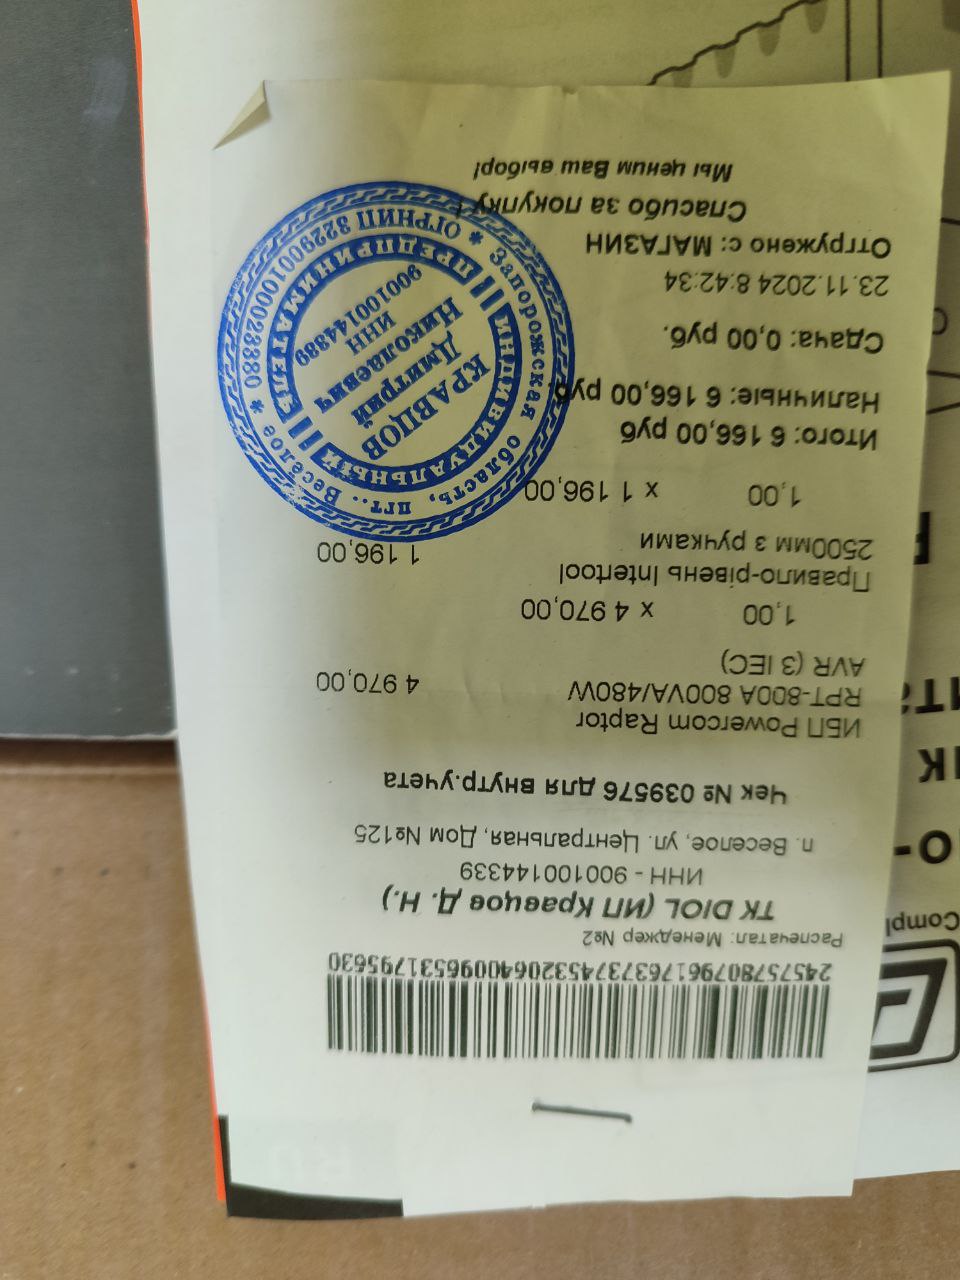 24575780796176373745320640096531795630
Распечатал: Менеджер №2
ТК DIOL (ИП Кравцов Д. Н.)
ИНН - 900100144339
п. Веселое, ул. Центральная, Дом №125
Чек № 039576 для внутр.учета
ИБП Powercom Raptor
RPT-800A 800VA/480W 4 970,00
AVR (3 IEC)
1,00 x 4 970,00
Правило-рівень Intertool
2500мм з ручками 1 196,00
1,00 x 1 196,00
Итого: 6 166,00 руб
Наличные: 6 166,00 руб
Сдача: 0,00 руб.
23.11.2024 8:42:34
Отгружено с: МАГАЗИН
Спасибо за покупку !
Мы ценим Ваш выбор!
Запорожская область, пгт.. Весёлое * ОГРНИП 322900100023380 *
ИНДИВИДУАЛЬНЫЙ ПРЕДПРИНИМАТЕЛЬ
КРАВЦОВ
Дмитрий
Николаевич
ИНН
900100144339
Compl